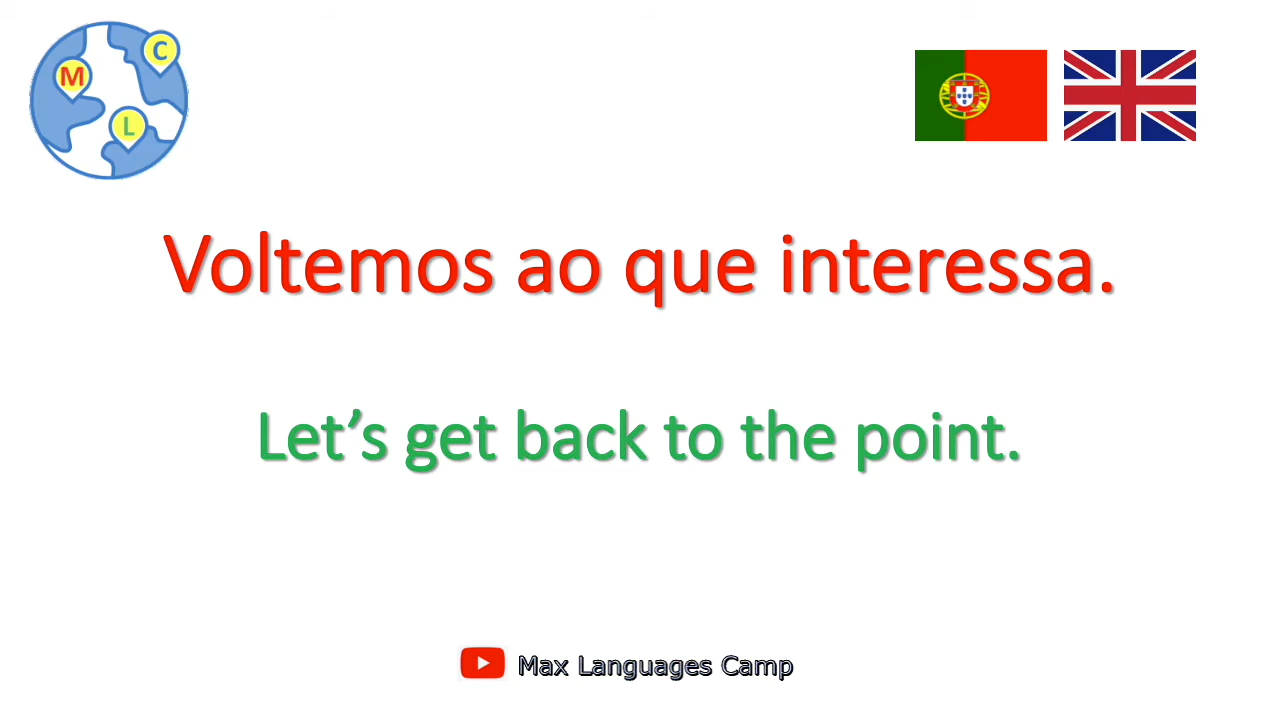 M
C
L
Voltemos ao que interessa.
Let’s get back to the point.
Max Languages Camp